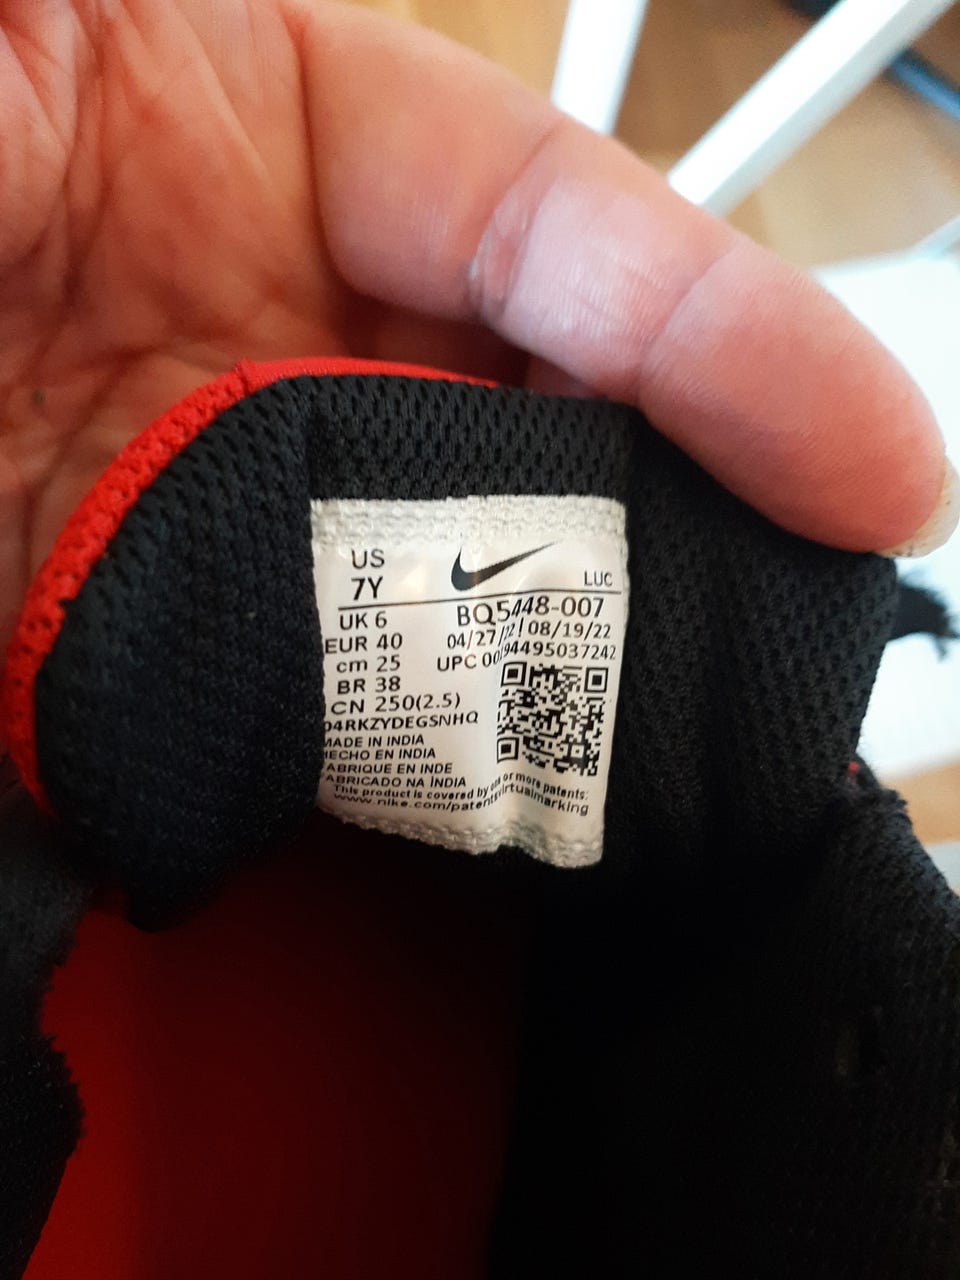 US
7Y
LUC
UK 6
EUR 40
cm 25
BR 38
CN 250(2.5)
BQ5448-007
04/27/22 08/19/22
UPC 00194495037242
04RKZYDEGSNHQ
MADE IN INDIA
HECHO EN INDIA
FABRIQUE EN INDE
FABRICADO NA ÍNDIA
This product is covered by one or more patents:
www.nike.com/patentsvirtualmarking